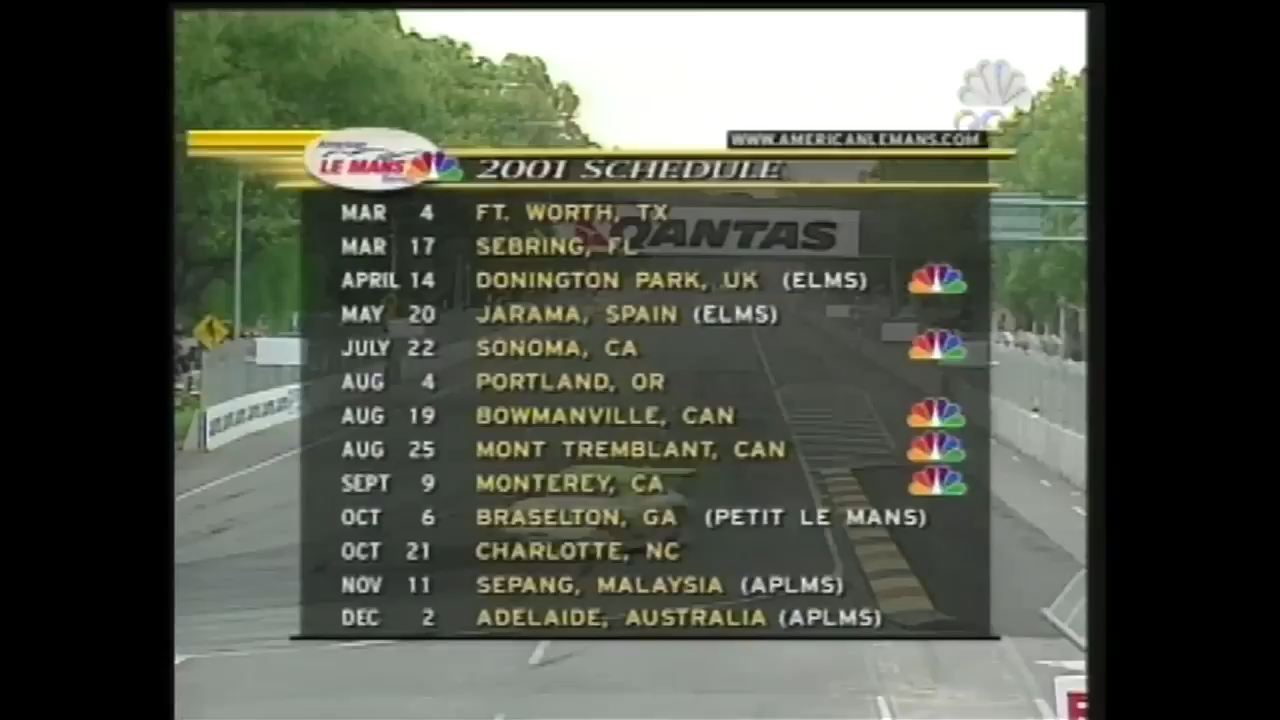 WWW.AMERICANLEMANS.COM
American
LE MANS
2001 SCHEDULE
MAR 4 FT. WORTH, TX
MAR 17 SEBRING, FL
APRIL 14 DONINGTON PARK, UK (ELMS)
MAY 20 JARAMA, SPAIN (ELMS)
JULY 22 SONOMA, CA
AUG 4 PORTLAND, OR
AUG 19 BOWMANVILLE, CAN
AUG 25 MONT TREMBLANT, CAN
SEPT 9 MONTEREY, CA
OCT 6 BRASELTON, GA (PETIT LE MANS)
OCT 21 CHARLOTTE, NC
NOV 11 SEPANG, MALAYSIA (APLMS)
DEC 2 ADELAIDE, AUSTRALIA (APLMS)
QANTAS